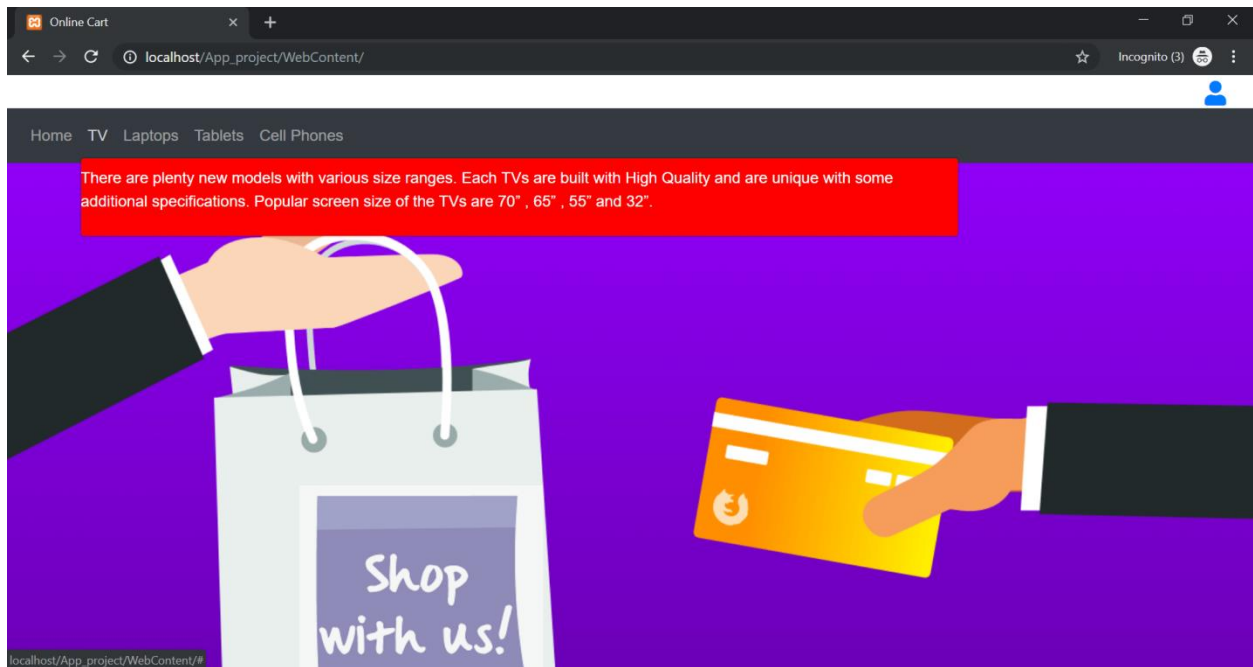 Online Cart
localhost/App_project/WebContent/
Incognito (3)
Home TV Laptops Tablets Cell Phones
There are plenty new models with various size ranges. Each TVs are built with High Quality and are unique with some
additional specifications. Popular screen size of the TVs are 70” , 65” , 55” and 32”.
Shop
with us!
localhost/App_project/WebContent/#